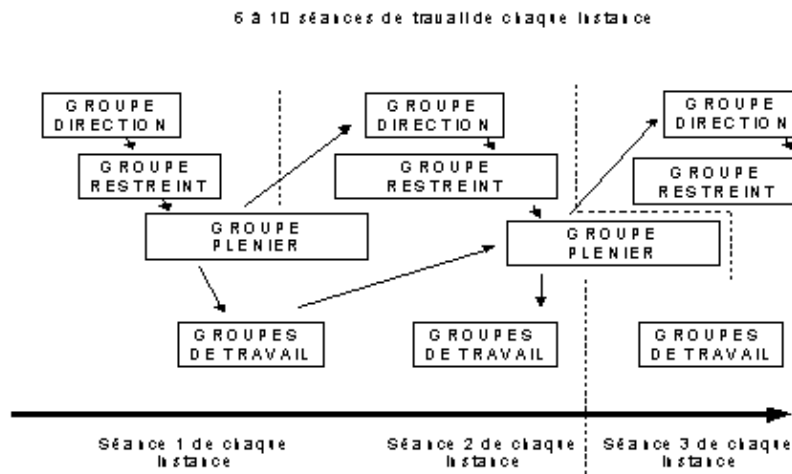 6 à 10 séances de travail de chaque instance
GROUPE
DIRECTION
GROUPE
DIRECTION
GROUPE
DIRECTION
GROUPE
RESTREINT
GROUPE
RESTREINT
GROUPE
RESTREINT
GROUPE
PLENIER
GROUPE
PLENIER
GROUPES
DE TRAVAIL
GROUPES
DE TRAVAIL
GROUPES
DE TRAVAIL
Séance 1 de chaque
instance
Séance 2 de chaque
instance
Séance 3 de chaque
instance